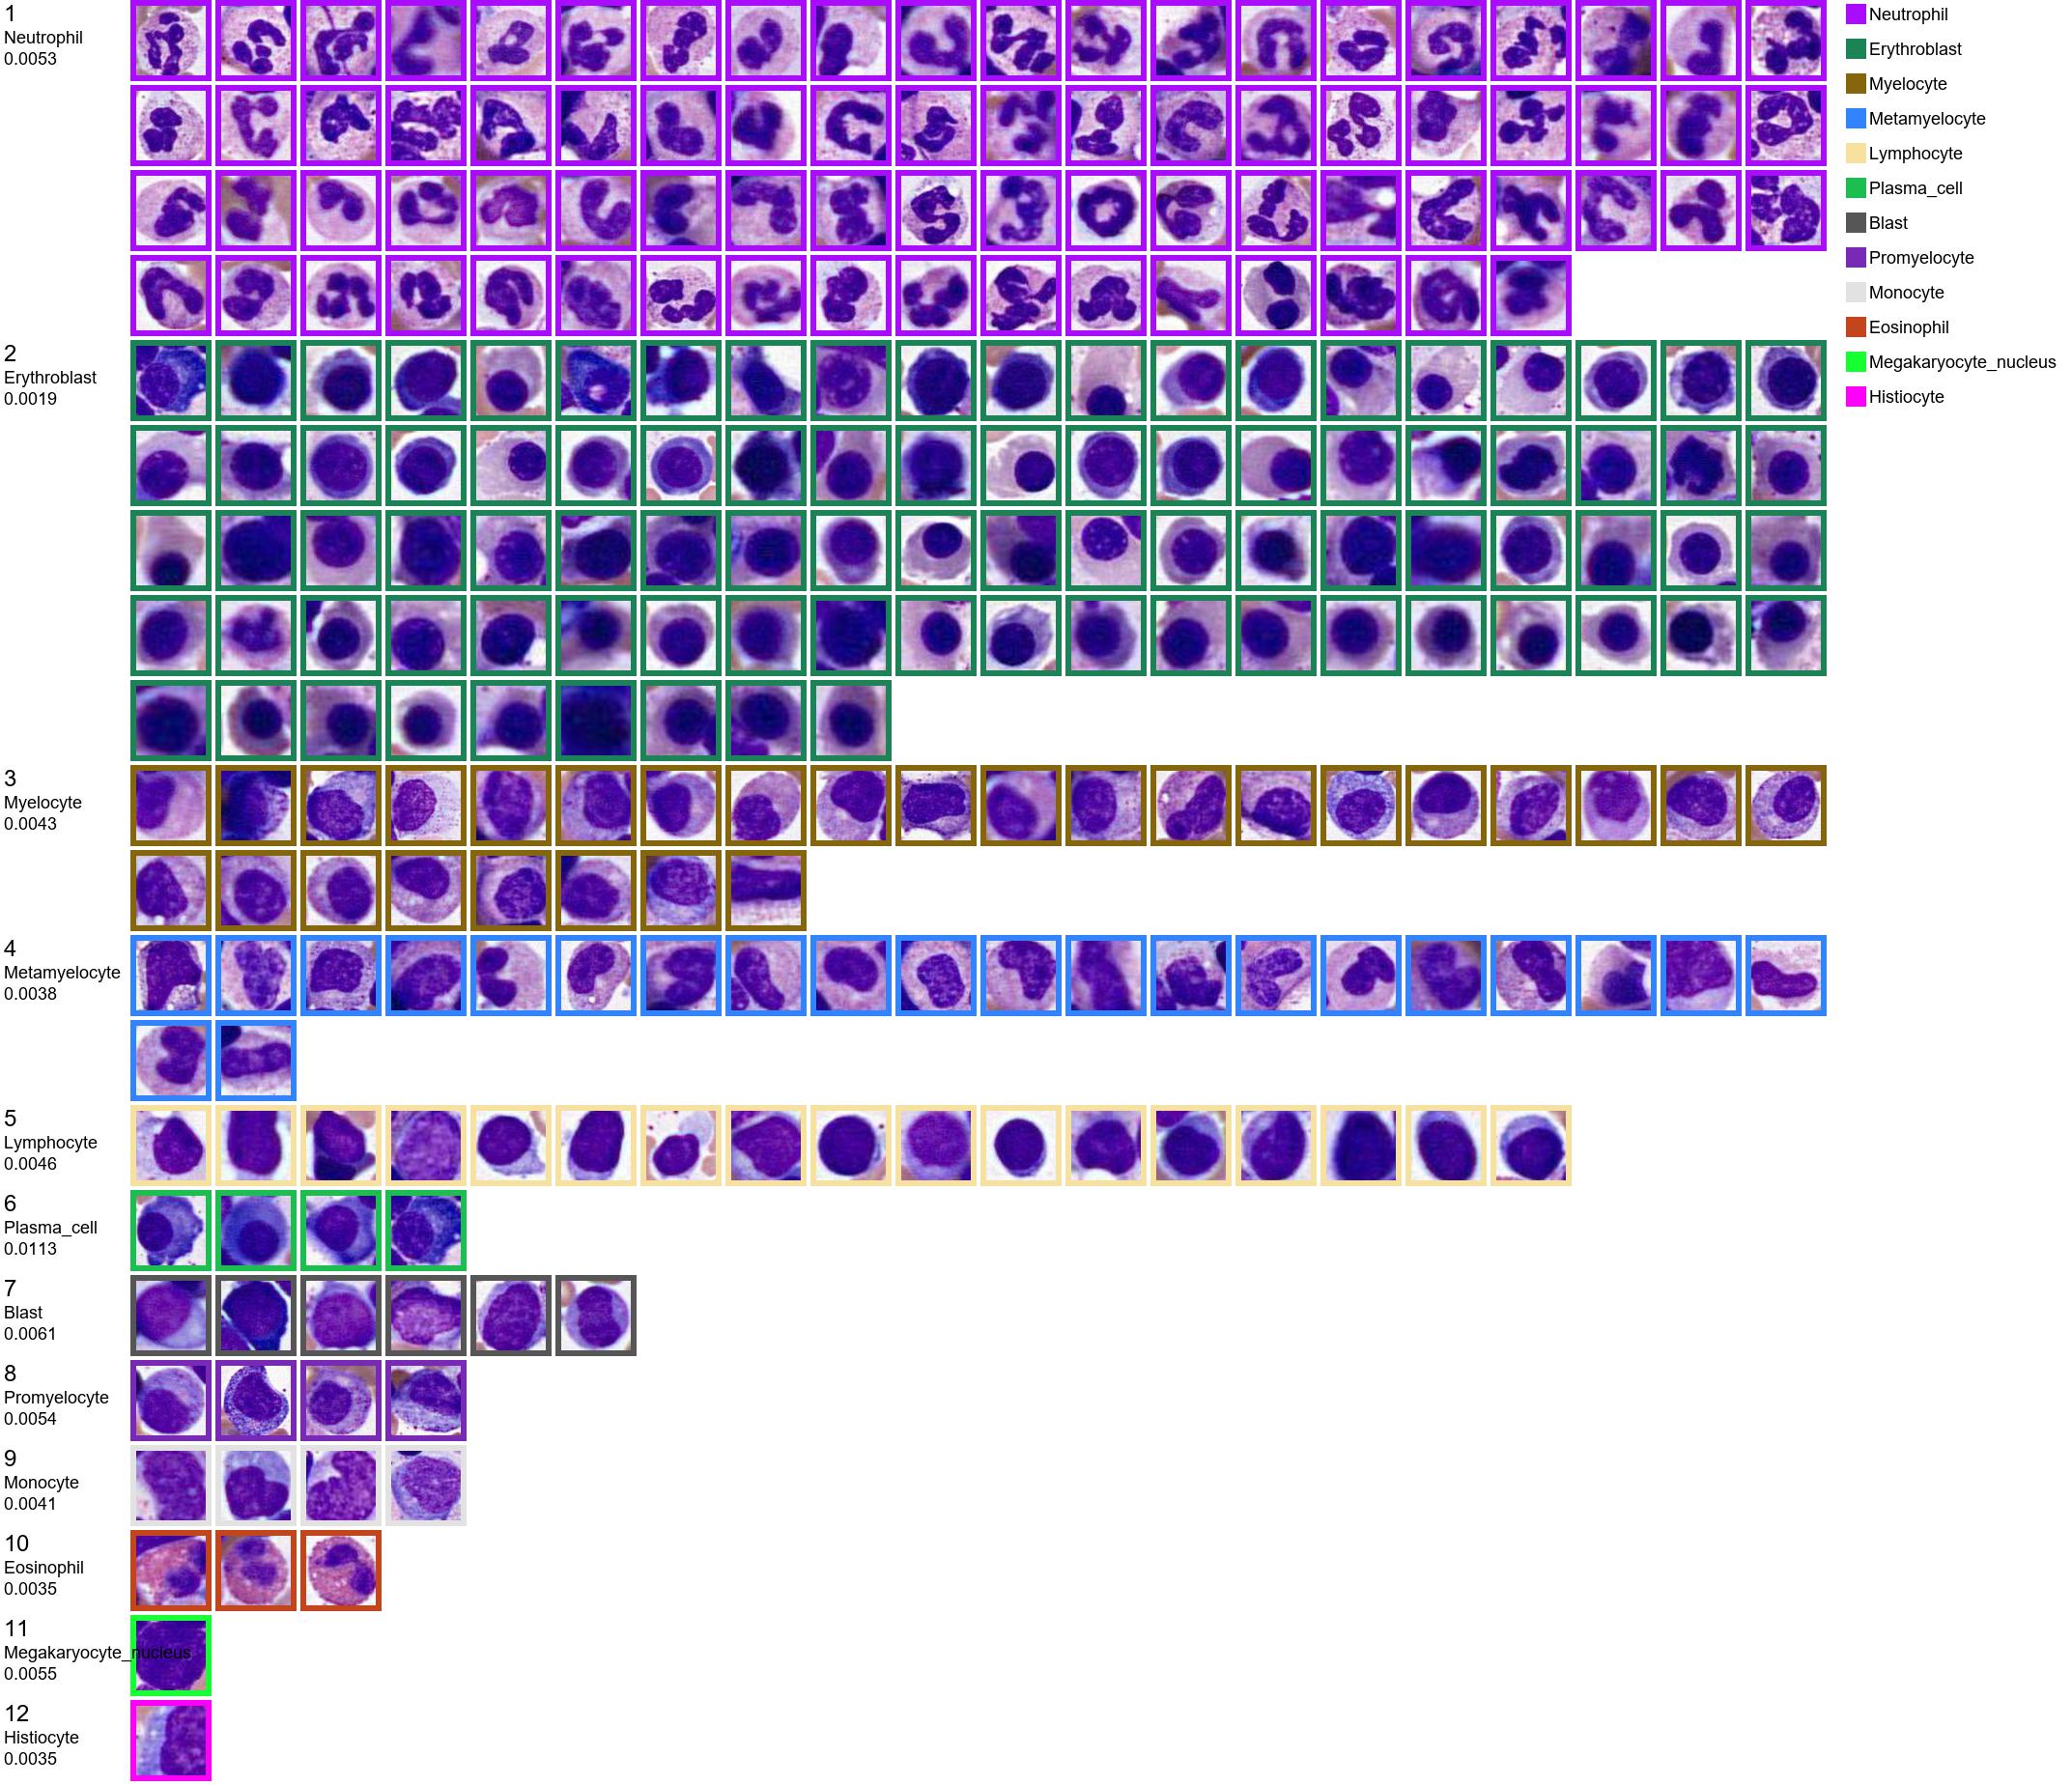 1
Neutrophil
0.0053
2
Erythroblast
0.0019
3
Myelocyte
0.0043
4
Metamyelocyte
0.0038
5
Lymphocyte
0.0046
6
Plasma_cell
0.0113
7
Blast
0.0061
8
Promyelocyte
0.0054
9
Monocyte
0.0041
10
Eosinophil
0.0035
11
Megakaryocyte_nucleus
0.0055
12
Histiocyte
0.0035
Neutrophil
Erythroblast
Myelocyte
Metamyelocyte
Lymphocyte
Plasma_cell
Blast
Promyelocyte
Monocyte
Eosinophil
Megakaryocyte_nucleus
Histiocyte